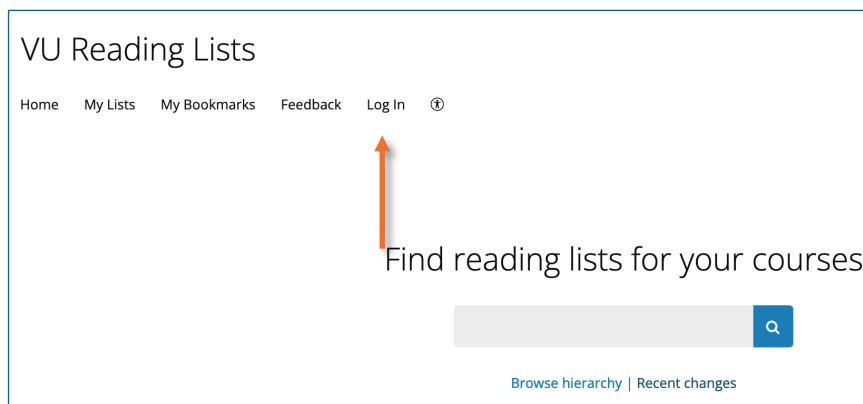 VU Reading Lists
Home My Lists My Bookmarks Feedback Log In
Find reading lists for your courses
Browse hierarchy | Recent changes